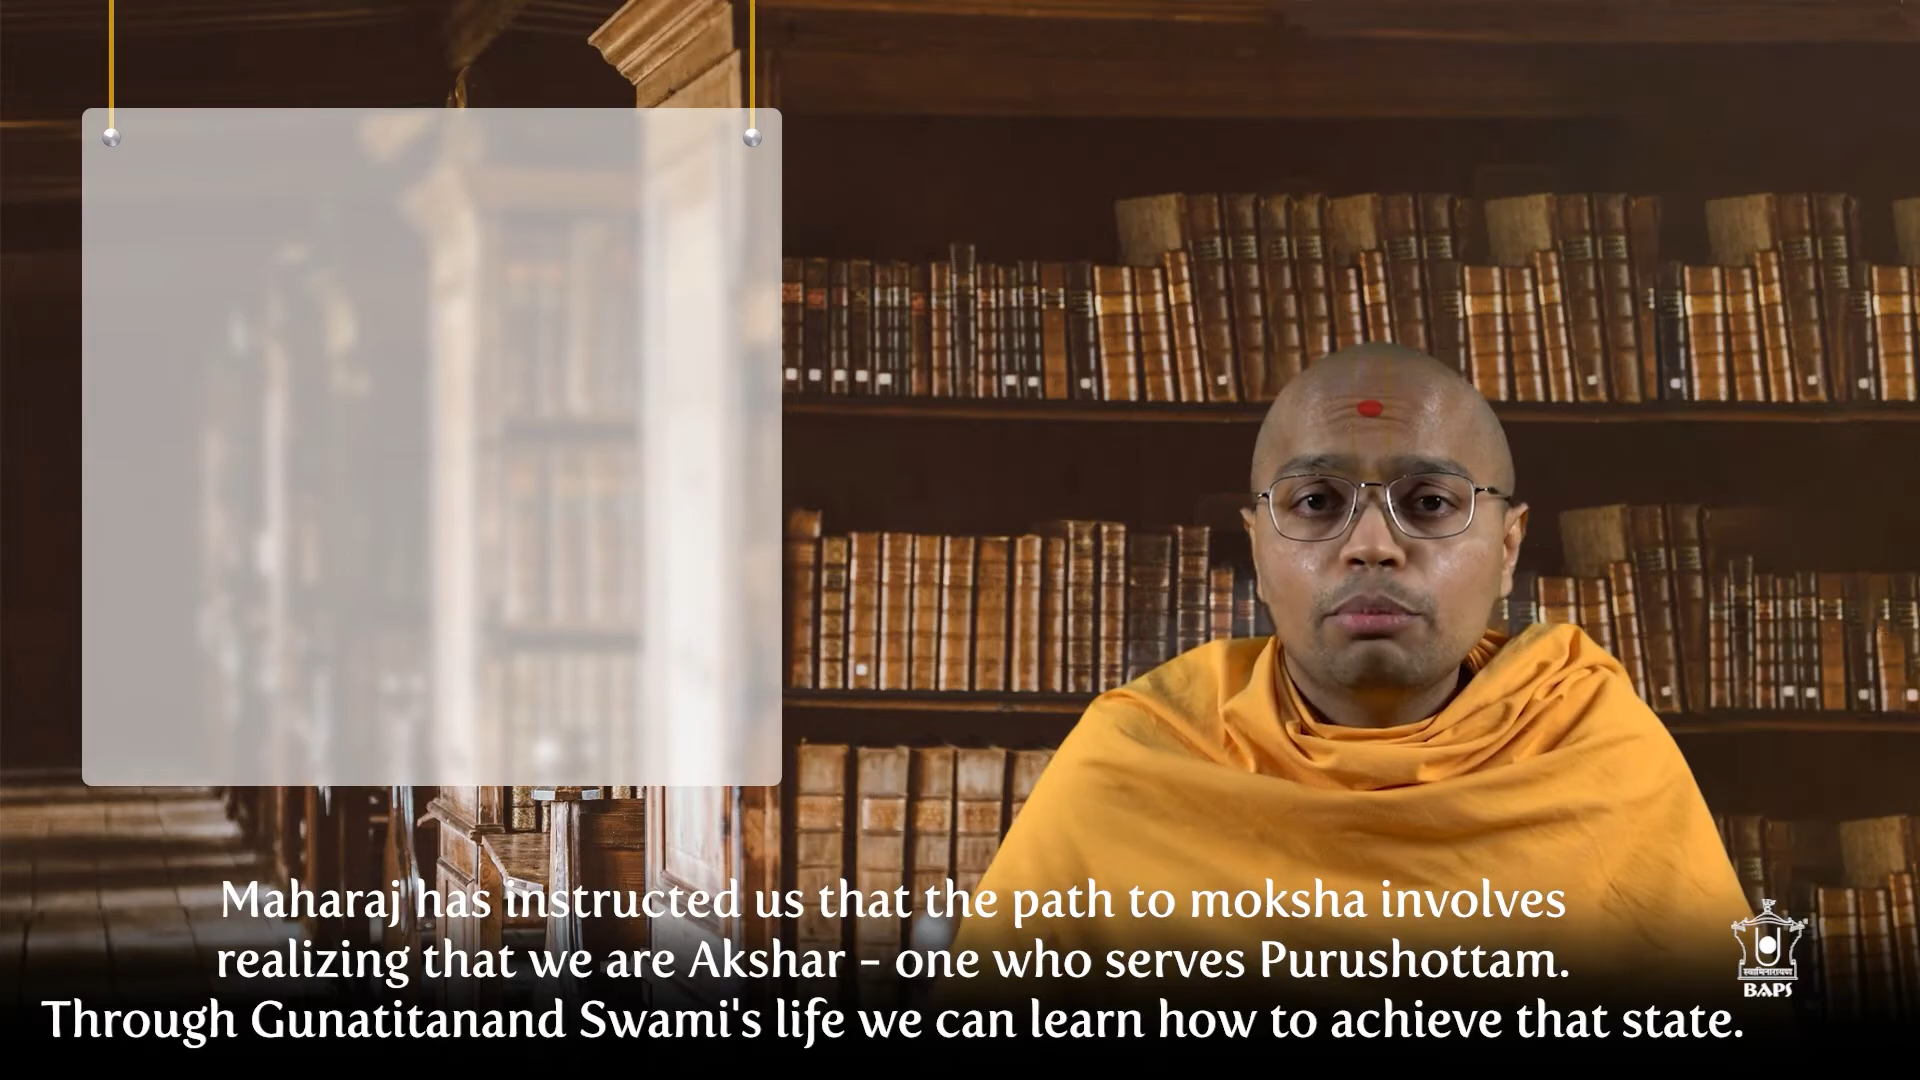 Maharaj has instructed us that the path to moksha involves
realizing that we are Akshar – one who serves Purushottam.
Through Gunatitanand Swami's life we can learn how to achieve that state.
स्वामिनारायण
BAPS